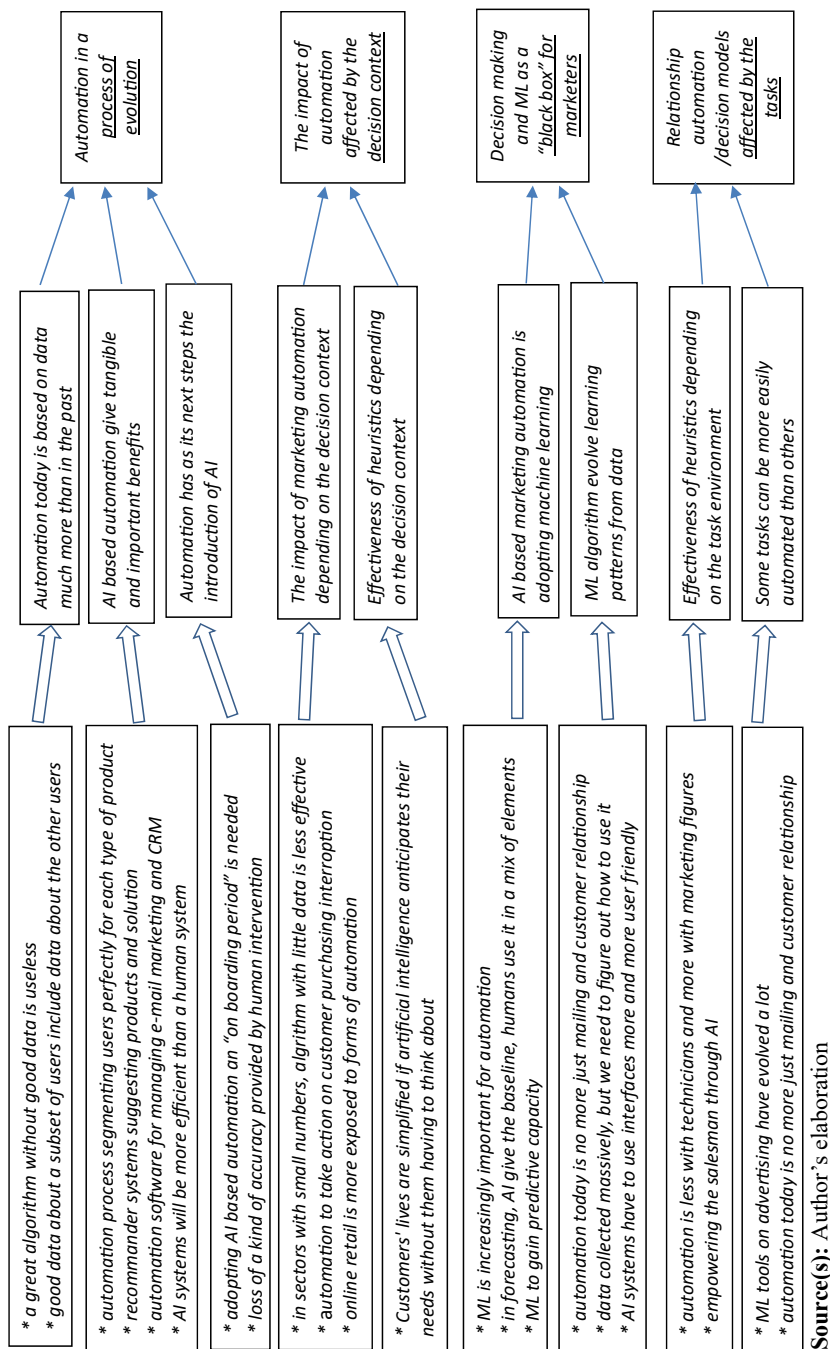 * a great algorithm without good data is useless
* good data about a subset of users include data about the other users
* automation process segmenting users perfectly for each type of product
* recommander systems suggesting products and solution
* automation software for managing e-mail marketing and CRM
* AI systems will be more efficient than a human system
* adopting AI based automation an “on boarding period” is needed
* loss of a kind of accuracy provided by human intervention
* in sectors with small numbers, algrithm with little data is less effective
* automation to take action on customer purchasing interroption
* online retail is more exposed to forms of automation
* Customers' lives are simplified if artificial intelligence anticipates their
needs without them having to think about
* ML is increasingly important for automation
* in forecasting, AI give the baseline, humans use it in a mix of elements
* ML to gain predictive capacity
* automation today is no more just mailing and customer relationship
* data collected massively, but we need to figure out how to use it
* AI systems have to use interfaces more and more user friendly
* automation is less with technicians and more with marketing figures
* empowering the salesman through AI
* ML tools on advertising have evolved a lot
* automation today is no more just mailing and customer relationship
Automation today is based on data
much more than in the past
AI based automation give tangible
and important benefits
Automation has as its next steps the
introduction of AI
The impact of marketing automation
depending on the decision context
Effectiveness of heuristics depending
on the decision context
AI based marketing automation is
adopting machine learning
ML algorithm evolve learning
patterns from data
Effectiveness of heuristics depending
on the task environment
Some tasks can be more easily
automated than others
Automation in a
process of
evolution
The impact of
automation
affected by the
decision context
Decision making
and ML as a
“black box” for
marketers
Relationship
automation
/decision models
affected by the
tasks
Source(s): Author’s elaboration